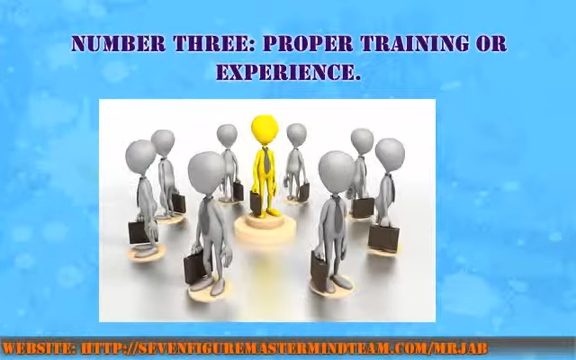 NUMBER THREE: PROPER TRAINING OR
EXPERIENCE.
WEBSITE: HTTP://SEVENFIGUREMASTERMINDTEAM.COM/MRJAB